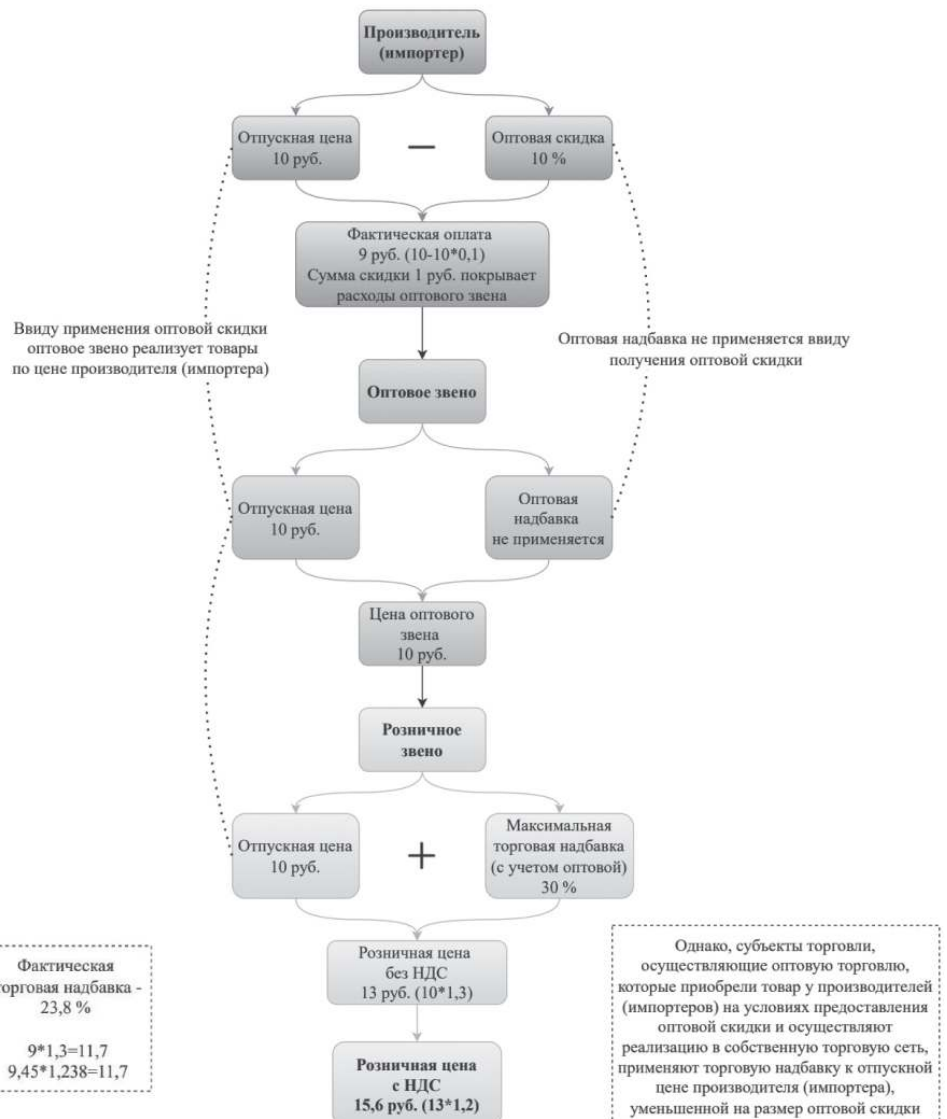 Производитель
(импортер)
Отпускная цена
10 руб.
−
Оптовая скидка
10 %
Фактическая оплата
9 руб. (10-10*0,1)
Сумма скидки 1 руб. покрывает
расходы оптового звена
Ввиду применения оптовой скидки
оптовое звено реализует товары
по цене производителя (импортера)
Оптовая надбавка не применяется ввиду
получения оптовой скидки
Оптовое звено
Отпускная цена
10 руб.
Оптовая
надбавка
не применяется
Цена оптового
звена
10 руб.
Розничное
звено
Отпускная цена
10 руб.
+
Максимальная
торговая надбавка
(с учетом оптовой)
30 %
Розничная цена
без НДС
13 руб. (10*1,3)
Розничная цена
с НДС
15,6 руб. (13*1,2)
Фактическая
торговая надбавка -
23,8 %
9*1,3=11,7
9,45*1,238=11,7
Однако, субъекты торговли,
осуществляющие оптовую торговлю,
которые приобрели товар у производителей
(импортеров) на условиях предоставления
оптовой скидки и осуществляют
реализацию в собственную торговую сеть,
применяют торговую надбавку к отпускной
цене производителя (импортера),
уменьшенной на размер оптовой скидки